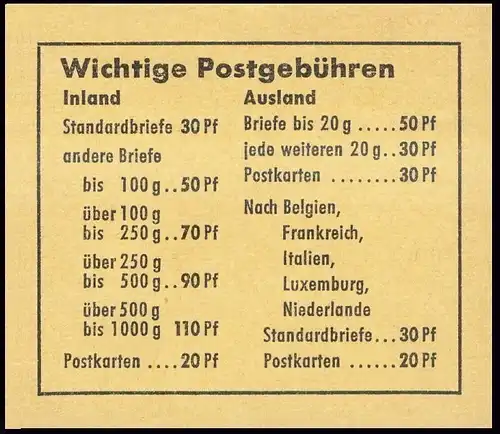 Wichtige Postgebühren
Inland
Standardbriefe 30 Pf
andere Briefe
bis 100 g..50 Pf
über 100 g
bis 250 g..70 Pf
über 250 g
bis 500 g..90 Pf
über 500 g
bis 1000 g 110 Pf
Postkarten ....20 Pf
Ausland
Briefe bis 20 g .....50 Pf
jede weiteren 20 g..30 Pf
Postkarten ........30 Pf
Nach Belgien,
Frankreich,
Italien,
Luxemburg,
Niederlande
Standardbriefe...30 Pf
Postkarten .....20 Pf